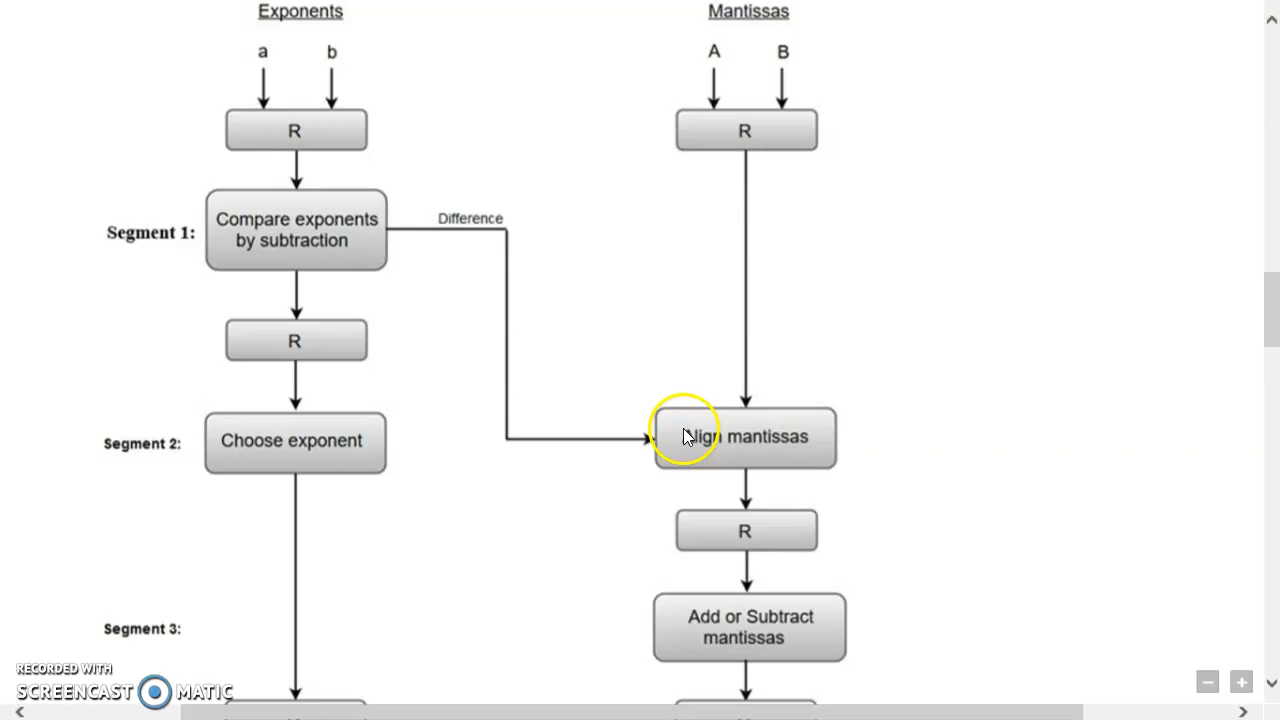 Exponents
Mantissas
a
b
A
B
R
R
Segment 1:
Compare exponents
by subtraction
Difference
R
Segment 2:
Choose exponent
Align mantissas
R
Segment 3:
Add or Subtract
mantissas
RECORDED WITH
SCREENCAST MATIC